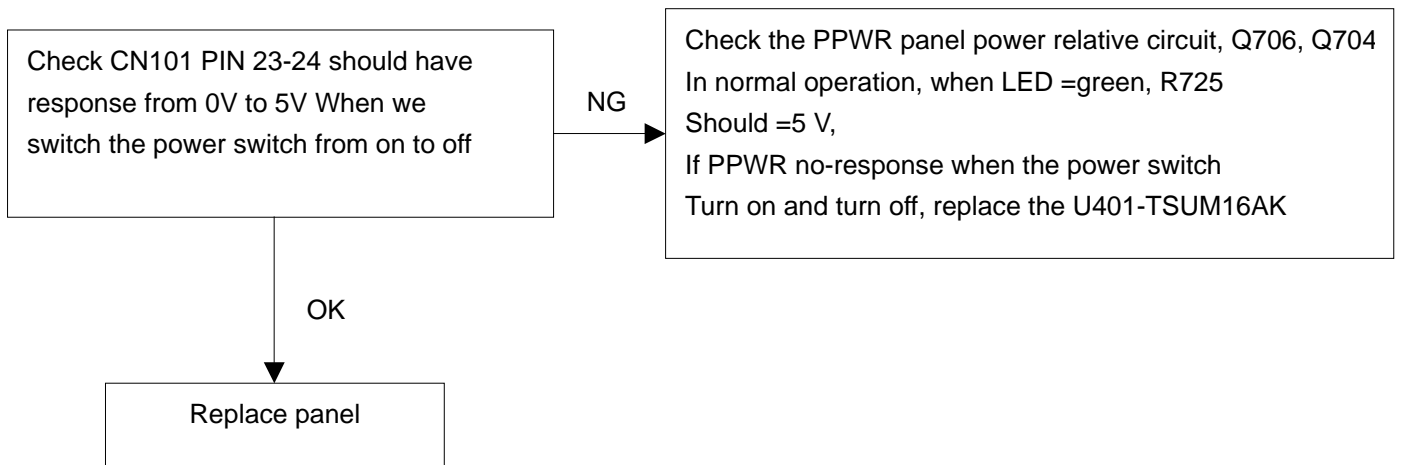 Check CN101 PIN 23-24 should have
response from 0V to 5V When we
switch the power switch from on to off
NG
Check the PPWR panel power relative circuit, Q706, Q704
In normal operation, when LED =green, R725
Should =5 V,
If PPWR no-response when the power switch
Turn on and turn off, replace the U401-TSUM16AK
OK
Replace panel